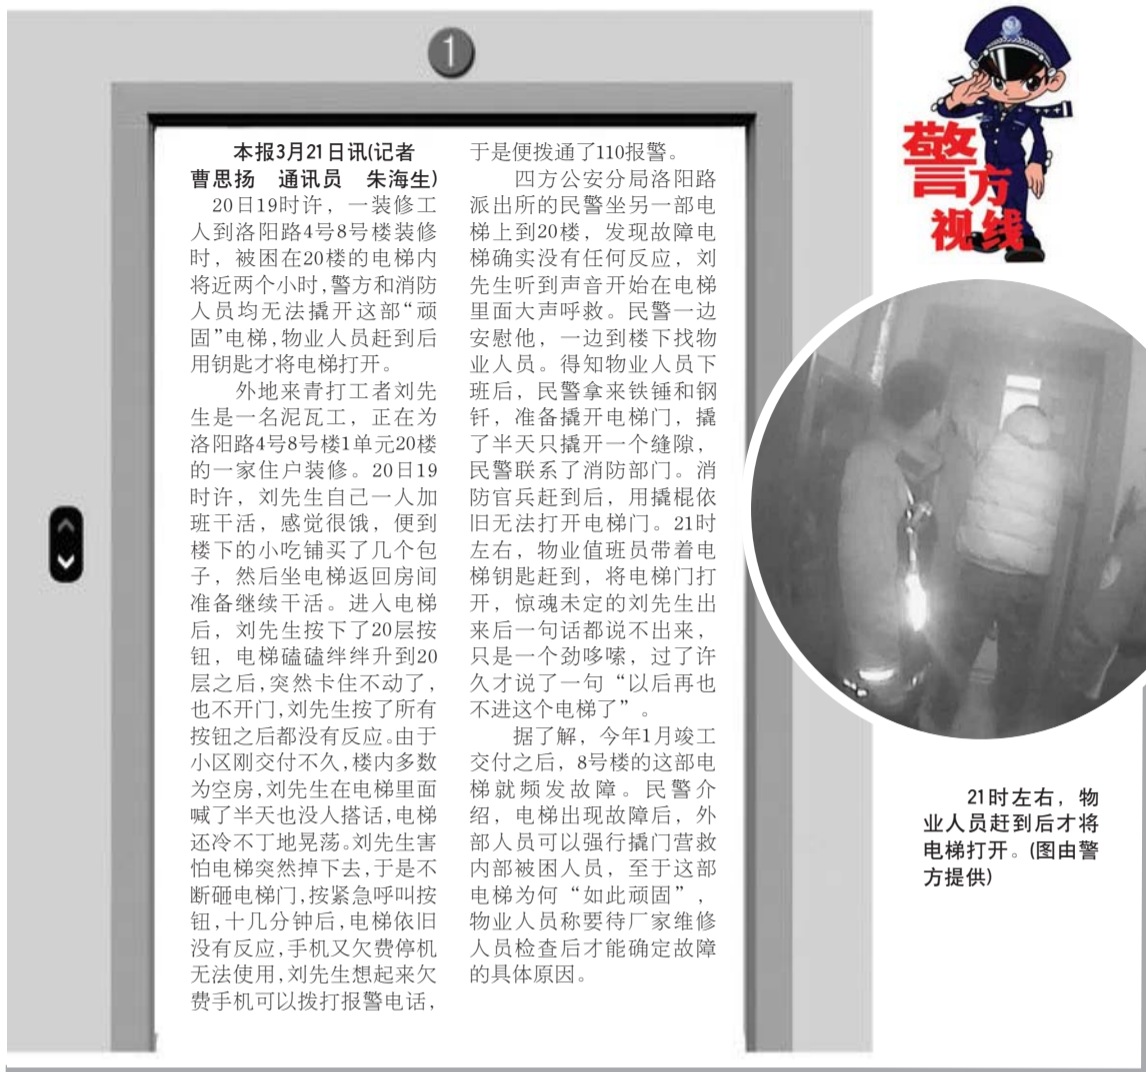 1
本报3月21日讯(记者
曹思扬 通讯员 朱海生)
20日19时许，一装修工
人到洛阳路4号8号楼装修
时，被困在20楼的电梯内
将近两个小时,警方和消防
人员均无法撬开这部“顽
固”电梯,物业人员赶到后
用钥匙才将电梯打开。
外地来青打工者刘先
生是一名泥瓦工，正在为
洛阳路4号8号楼1单元20楼
的一家住户装修。20日19
时许，刘先生自己一人加
班干活，感觉很饿，便到
楼下的小吃铺买了几个包
子，然后坐电梯返回房间
准备继续干活。进入电梯
后，刘先生按下了20层按
钮，电梯磕磕绊绊升到20
层之后,突然卡住不动了,
也不开门,刘先生按了所有
按钮之后都没有反应。由于
小区刚交付不久,楼内多数
为空房,刘先生在电梯里面
喊了半天也没人搭话,电梯
还冷不丁地晃荡。刘先生害
怕电梯突然掉下去,于是不
断砸电梯门,按紧急呼叫按
钮,十几分钟后,电梯依旧
没有反应,手机又欠费停机
无法使用,刘先生想起来欠
费手机可以拨打报警电话,
于是便拨通了110报警。
四方公安分局洛阳路
派出所的民警坐另一部电
梯上到20楼，发现故障电
梯确实没有任何反应，刘
先生听到声音开始在电梯
里面大声呼救。民警一边
安慰他，一边到楼下找物
业人员。得知物业人员下
班后，民警拿来铁锤和钢
钎，准备撬开电梯门，撬
了半天只撬开一个缝隙，
民警联系了消防部门。消
防官兵赶到后，用撬棍依
旧无法打开电梯门。21时
左右，物业值班员带着电
梯钥匙赶到，将电梯门打
开，惊魂未定的刘先生出
来后一句话都说不出来，
只是一个劲哆嗦，过了许
久才说了一句“以后再也
不进这个电梯了”。
据了解，今年1月竣工
交付之后，8号楼的这部电
梯就频发故障。民警介
绍，电梯出现故障后，外
部人员可以强行撬门营救
内部被困人员，至于这部
电梯为何“如此顽固”，
物业人员称要待厂家维修
人员检查后才能确定故障
的具体原因。
警方
视线
21时左右，物
业人员赶到后才将
电梯打开。(图由警
方提供)